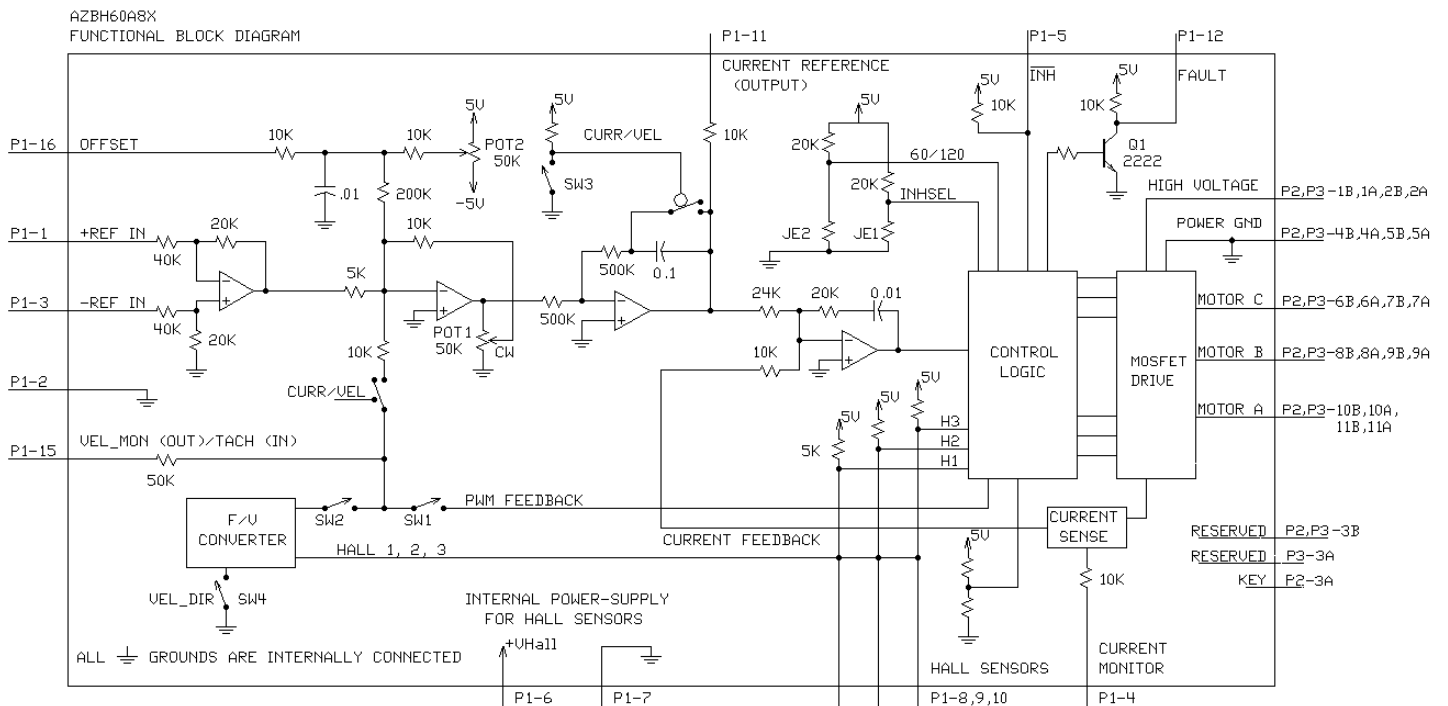 AZBH60A8X
FUNCTIONAL BLOCK DIAGRAM
P1-11
P1-5
P1-12
CURRENT REFERENCE
(OUTPUT)
INH
FAULT
5V
10K
5V
10K
Q1
2222
5V
20K
60/120
20K
INHSEL
JE2
JE1
P1-16
OFFSET
10K
10K
5V
POT2
50K
-5V
.01
200K
5V
CURR/VEL
SW3
10K
HIGH VOLTAGE
P2,P3-1B,1A,2B,2A
POWER GND
P2,P3-4B,4A,5B,5A
P1-1
+REF IN
20K
40K
10K
500K
0.1
P1-3
-REF IN
40K
20K
5K
POT1
50K
CW
500K
24K
20K
0.01
10K
CONTROL
LOGIC
MOSFET
DRIVE
MOTOR C
P2,P3-6B,6A,7B,7A
MOTOR B
P2,P3-8B,8A,9B,9A
MOTOR A
P2,P3-10B,10A,
11B,11A
P1-2
10K
CURR/VEL
P1-15
VEL_MON (OUT)/TACH (IN)
50K
5V
5V
5V
5K
H3
H2
H1
F/V
CONVERTER
SW2
SW1
PWM FEEDBACK
HALL 1, 2, 3
CURRENT FEEDBACK
5V
CURRENT
SENSE
10K
RESERVED
P2,P3-3B
RESERVED
P3-3A
KEY
P2-3A
VEL_DIR
SW4
INTERNAL POWER-SUPPLY
FOR HALL SENSORS
+VHall
ALL GROUNDS ARE INTERNALLY CONNECTED
HALL SENSORS
CURRENT
MONITOR
P1-6
P1-7
P1-8,9,10
P1-4